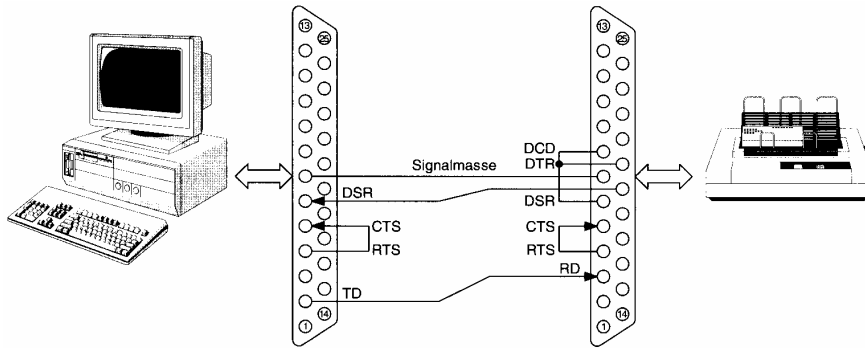 13
25
13
25
DCD
DTR
Signalmasse
DSR
DSR
CTS
CTS
RTS
RTS
RD
TD
14
14
1
1